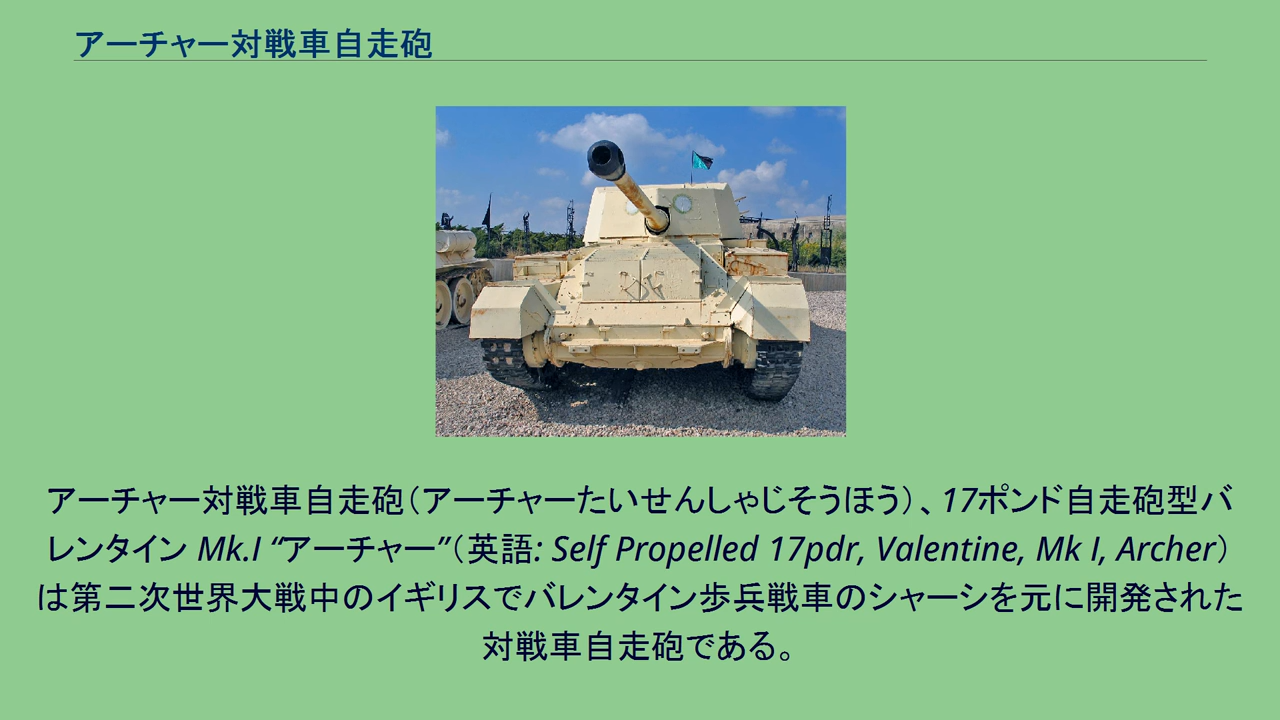 アーチャー対戦車自走砲
アーチャー対戦車自走砲（アーチャーたいせんしゃじそうほう）、17ポンド自走砲型バ
レンタイン Mk.I “アーチャー”（英語: Self Propelled 17pdr, Valentine, Mk I, Archer）
は第二次世界大戦中のイギリスでバレンタイン歩兵戦車のシャーシを元に開発された
対戦車自走砲である。